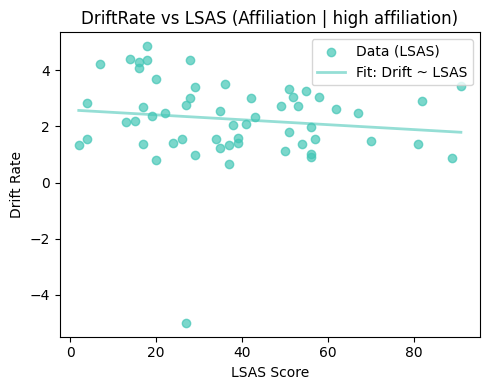 DriftRate vs LSAS (Affiliation | high affiliation)
Data (LSAS)
Fit: Drift ~ LSAS
Drift Rate
4
2
0
−2
−4
0 20 40 60 80
LSAS Score